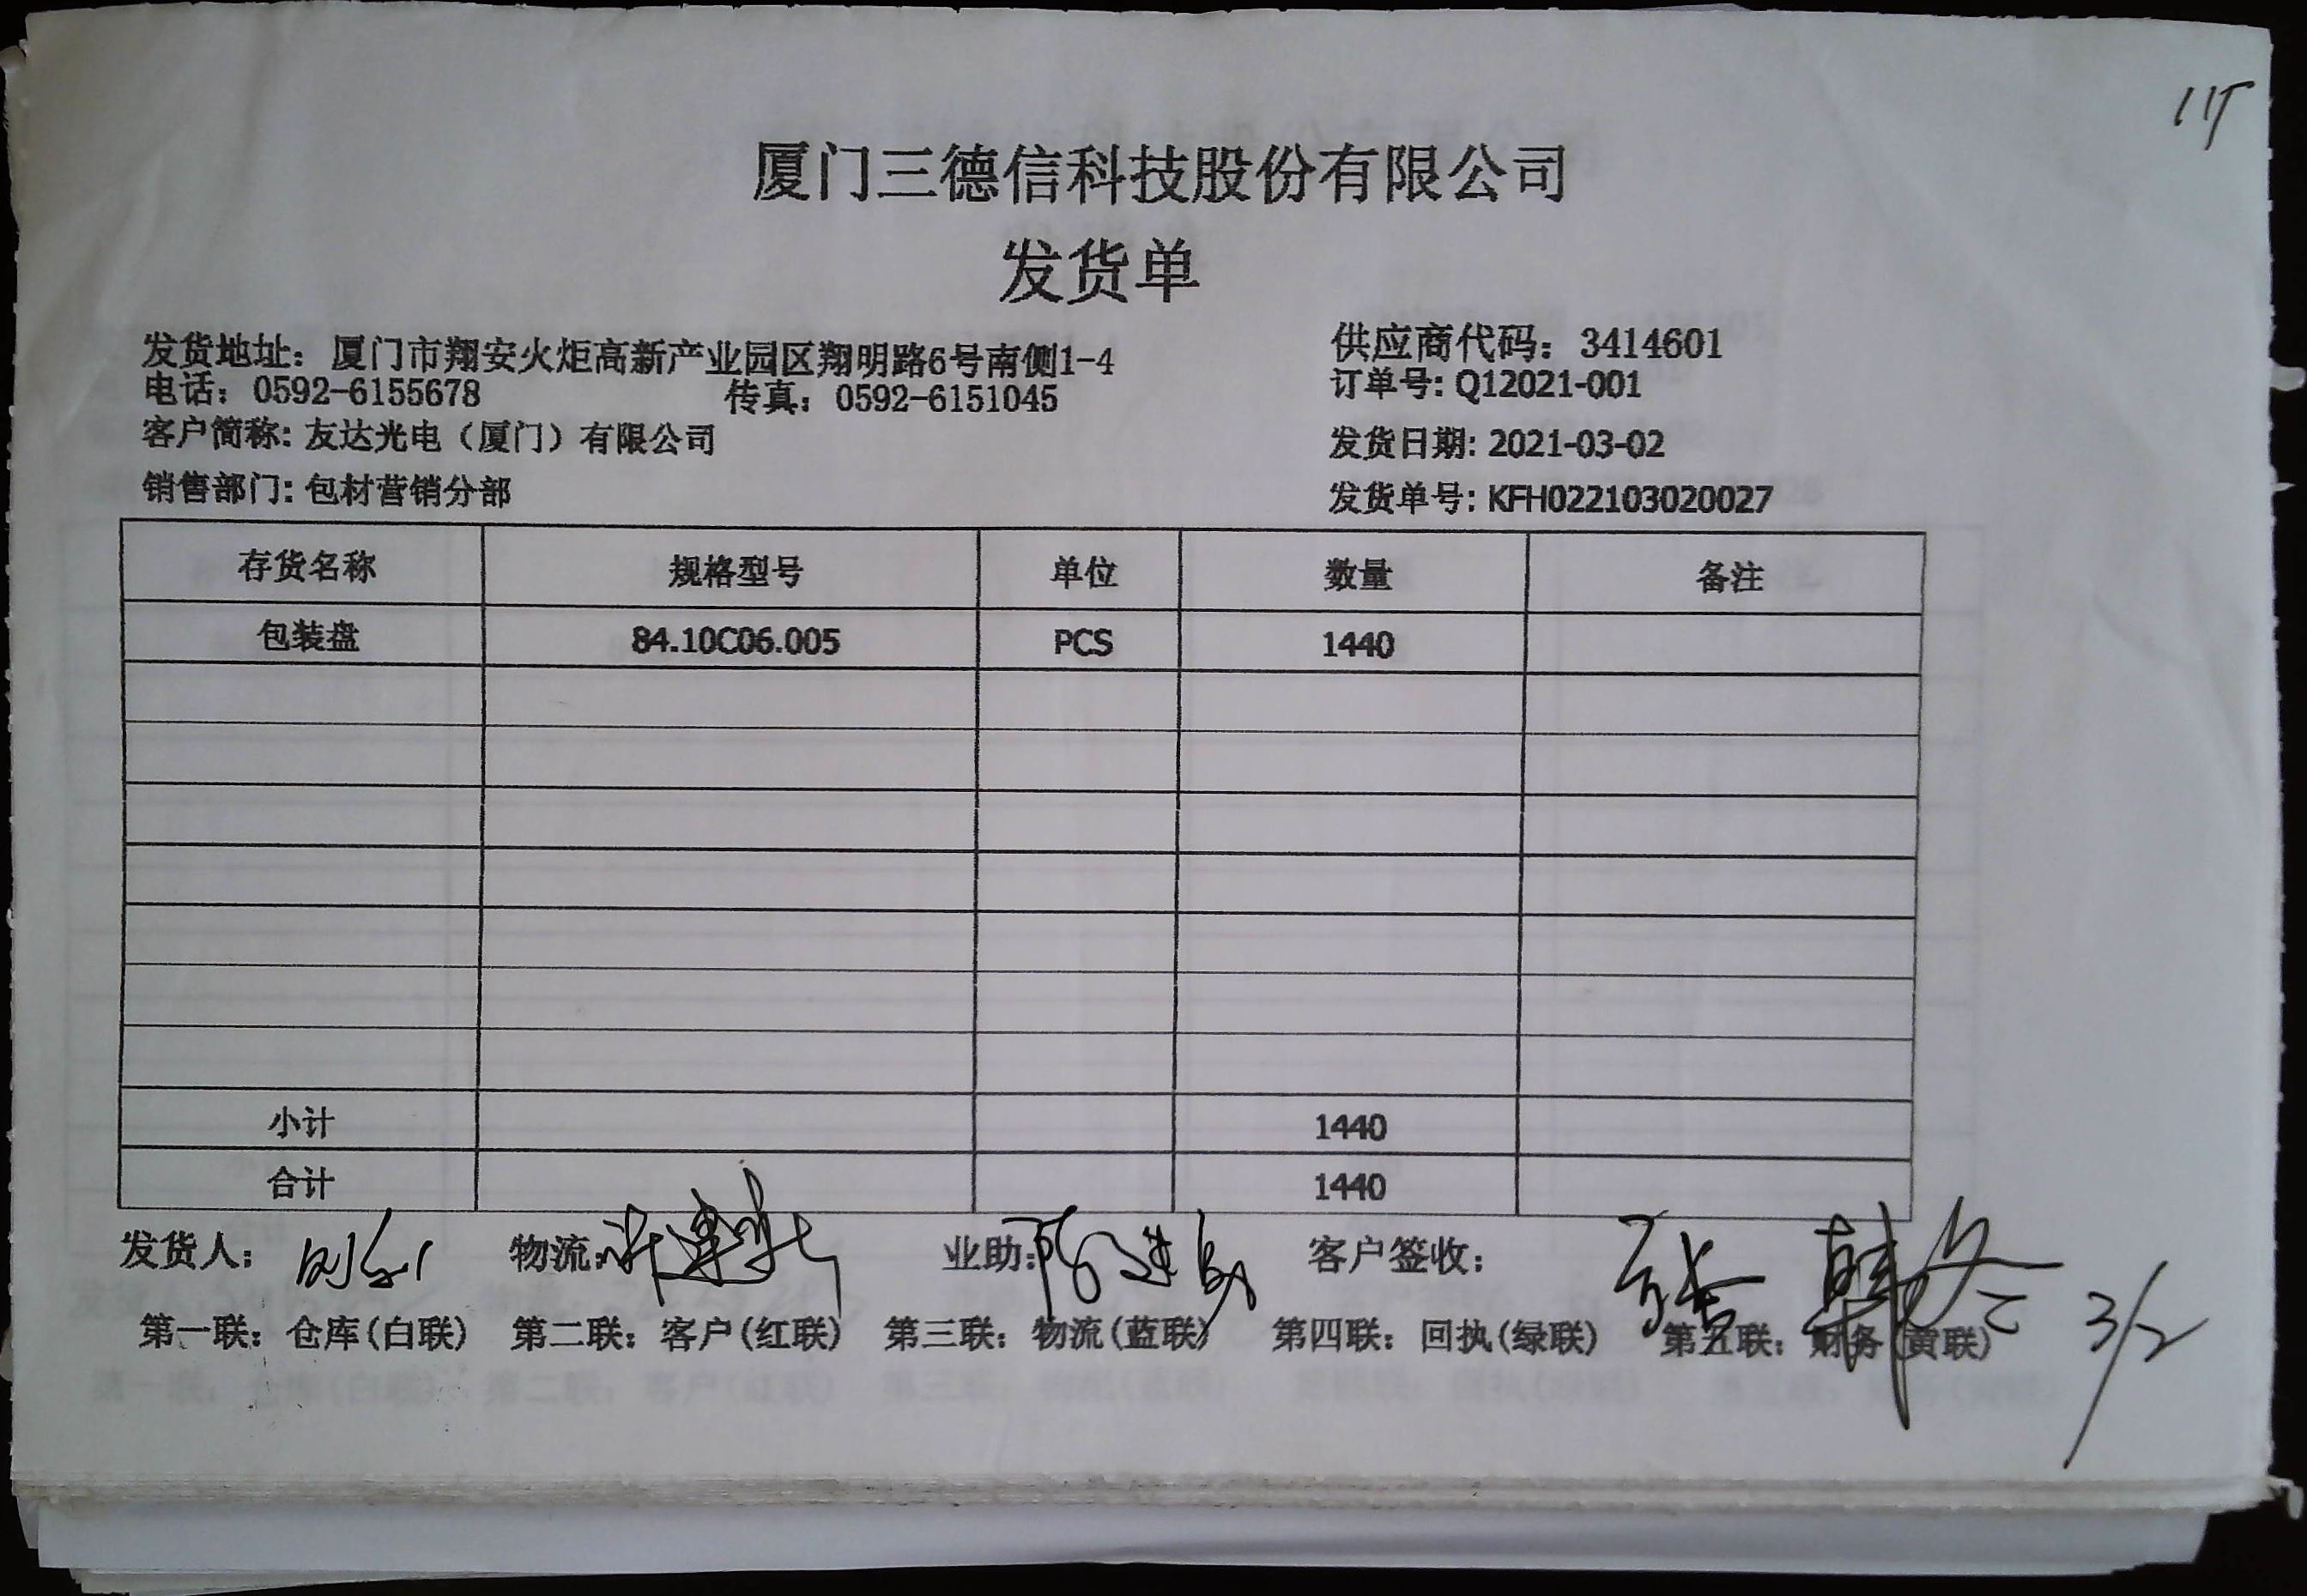 厦门三德信科技股份有限公司
发货单
发货地址：厦门市翔安火炬高新产业园区翔明路6号南侧1-4
供应商代码：3414601
电话：0592-6155678 传真：0592-6151045
订单号：Q12021-001
客户简称：友达光电（厦门）有限公司
发货日期：2021-03-02
销售部门：包材营销分部
发货单号：KFH022103020027
存货名称 规格型号 单位 数量 备注
包装盘 84.10C06.005 PCS 1440
小计 1440
合计 1440
发货人： 物流： 业助： 客户签收：
3/2
第一联：仓库(白联) 第二联：客户(红联) 第三联：物流(蓝联) 第四联：回执(绿联) 第五联：财务(黄联)